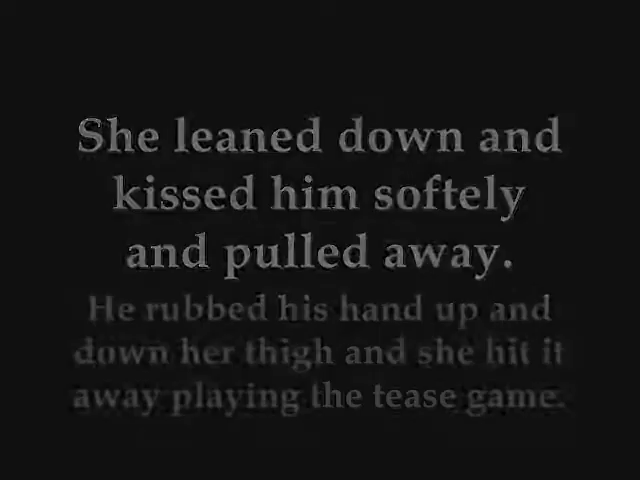 She leaned down and
kissed him softely
and pulled away.
He rubbed his hand up and
down her thigh and she hit it
away playing the tease game.